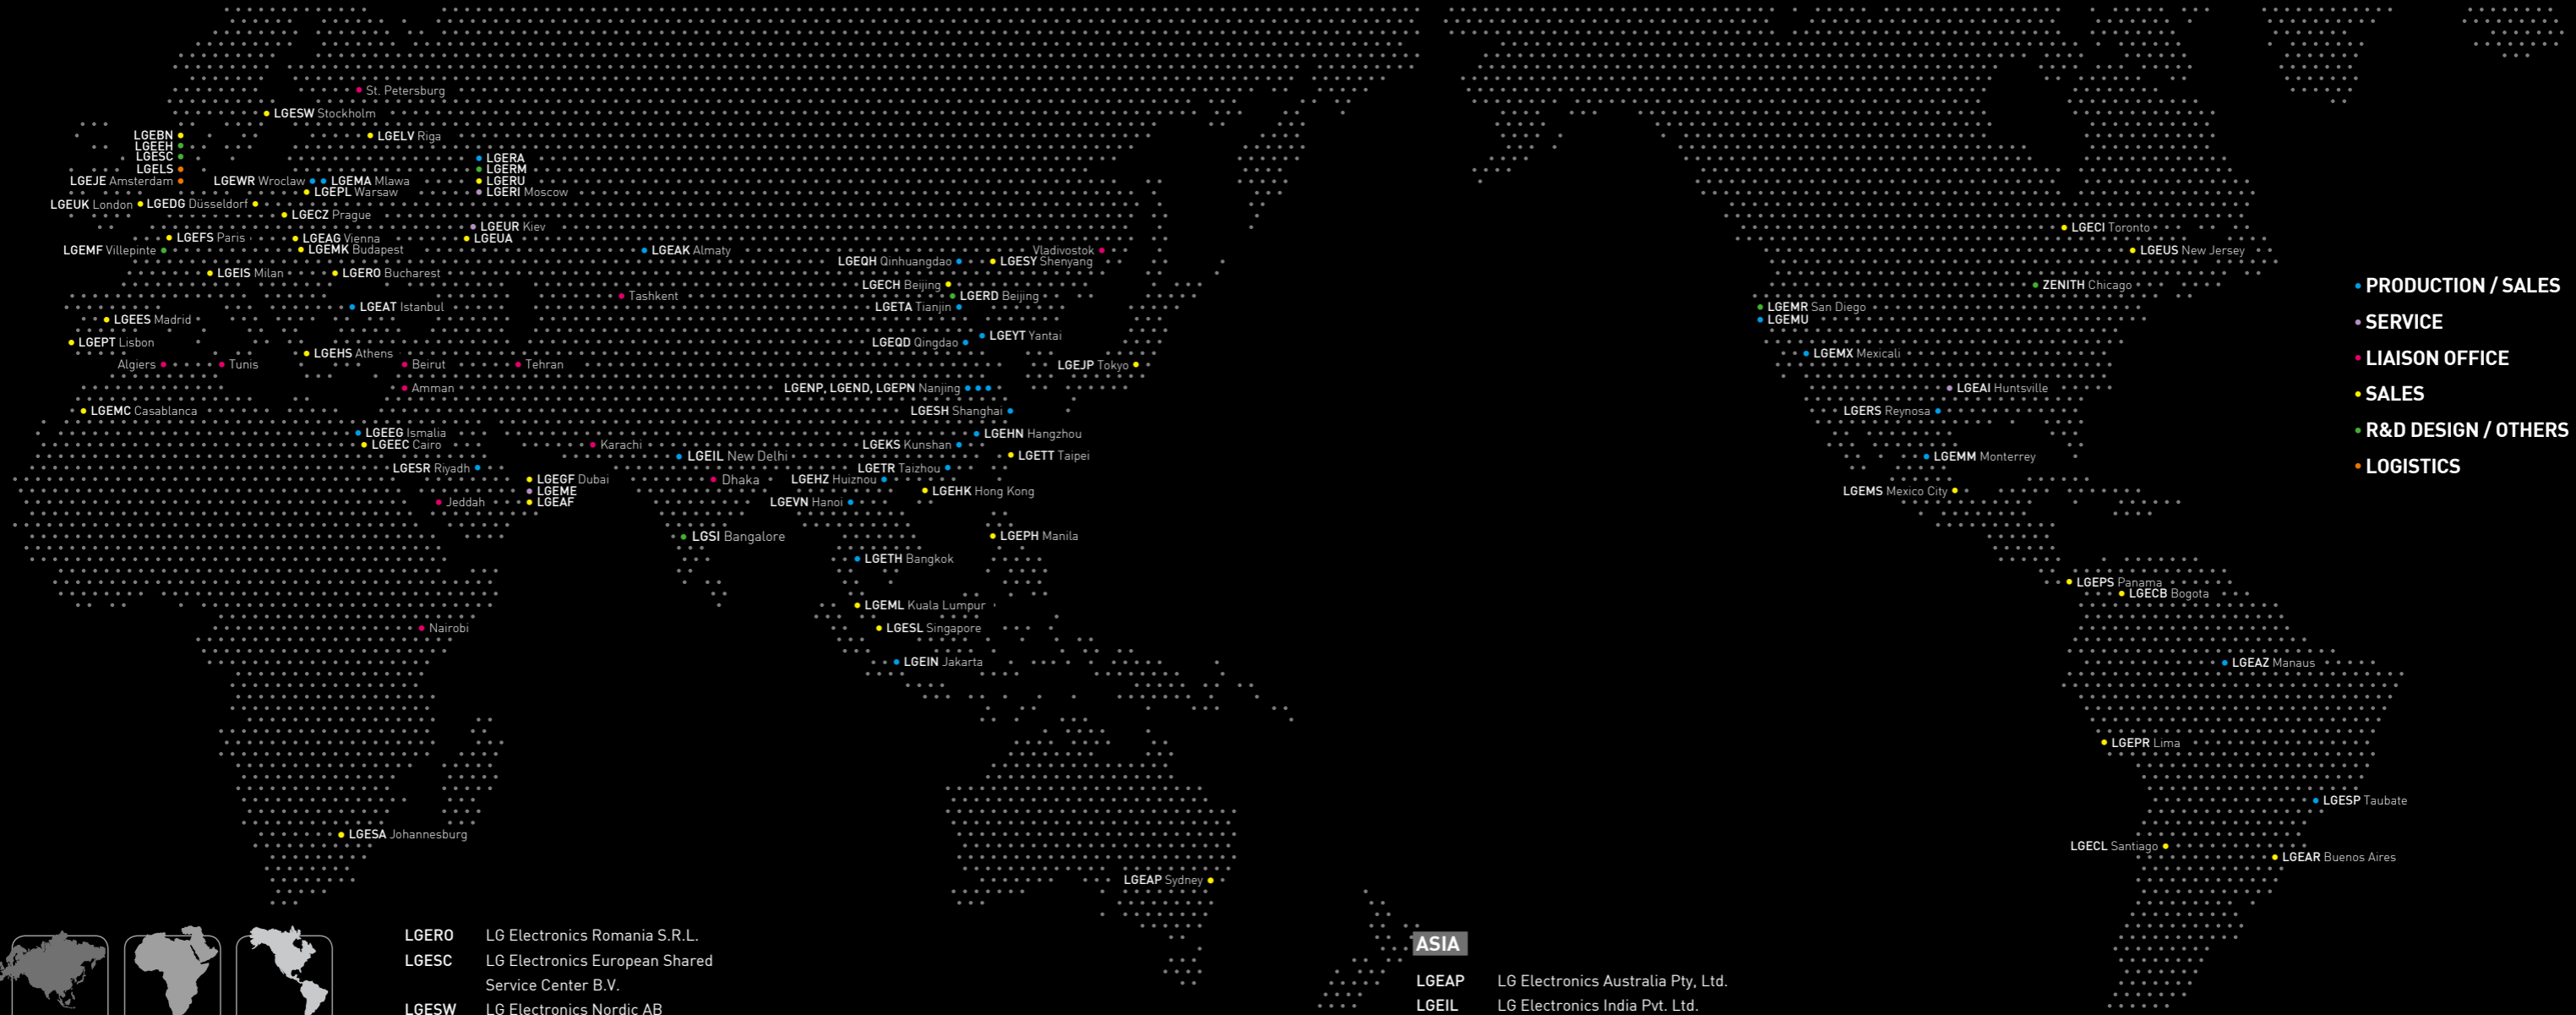 St. Petersburg
LGESW Stockholm
LGEBN
LGELV Riga
LGEEH
LGESC
LGERA
LGELS
LGERM
LGEJE Amsterdam
LGEWR Wroclaw
LGEMA Mlawa
LGERU
LGEPL Warsaw
LGERI Moscow
LGEUK London
LGEDG Düsseldorf
LGECZ Prague
LGEUR Kiev
LGECI Toronto
LGEFS Paris
LGEAG Vienna
LGEUA
LGEMF Villepinte
LGEMK Budapest
LGEAK Almaty
Vladivostok
LGEUS New Jersey
LGEQH Qinhuangdao
LGESY Shenyang
LGEIS Milan
LGERO Bucharest
LGECH Beijing
ZENITH Chicago
PRODUCTION / SALES
Tashkent
LGERD Beijing
LGEAT Istanbul
LGETA Tianjin
LGEMR San Diego
LGEES Madrid
LGEMU
SERVICE
LGEYT Yantai
LGEPT Lisbon
LGEQD Qingdao
LGEHS Athens
LGEMX Mexicali
LIAISON OFFICE
Algiers
Tunis
Beirut
Tehran
LGEJP Tokyo
Amman
LGENP, LGEND, LGEPN Nanjing
LGEAI Huntsville
SALES
LGEMC Casablanca
LGESH Shanghai
LGERS Reynosa
LGEEG Ismalia
LGEHN Hangzhou
R&D DESIGN / OTHERS
LGEEC Cairo
Karachi
LGEKS Kunshan
LGEIL New Delhi
LGETT Taipei
LGEMM Monterrey
LGESR Riyadh
LGETR Taizhou
LOGISTICS
LGEGF Dubai
Dhaka
LGEHZ Huiznou
LGEME
LGEHK Hong Kong
LGEMS Mexico City
Jeddah
LGEAF
LGEVN Hanoi
LGSI Bangalore
LGEPH Manila
LGETH Bangkok
LGEPS Panama
LGECB Bogota
LGEML Kuala Lumpur
Nairobi
LGESL Singapore
LGEIN Jakarta
LGEAZ Manaus
LGEPR Lima
LGESP Taubate
LGESA Johannesburg
LGECL Santiago
LGEAR Buenos Aires
LGEAP Sydney
LGERO LG Electronics Romania S.R.L.
LGESC LG Electronics European Shared
Service Center B.V.
LGESW LG Electronics Nordic AB
ASIA
LGEAP LG Electronics Australia Pty, Ltd.
LGEIL LG Electronics India Pvt. Ltd.